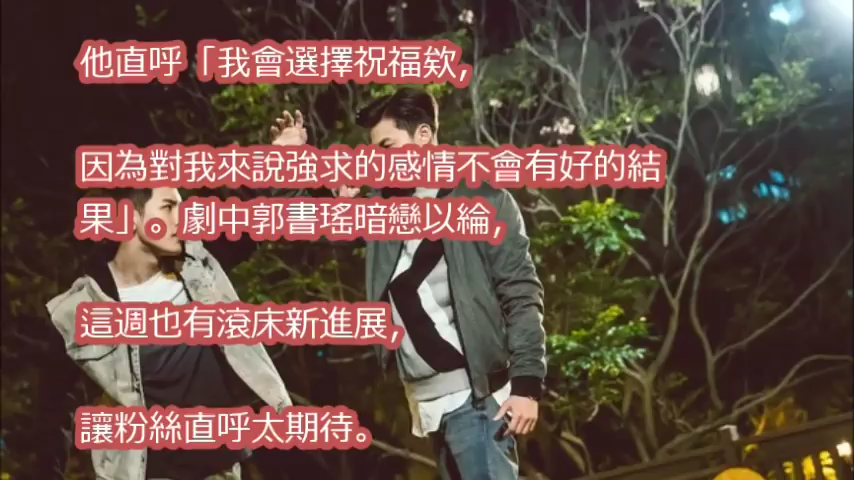 他直呼「我會選擇祝福欸,
因為對我來說強求的感情不會有好的結
果」。劇中郭書瑤暗戀以綸,
這週也有滾床新進展,
讓粉絲直呼太期待。